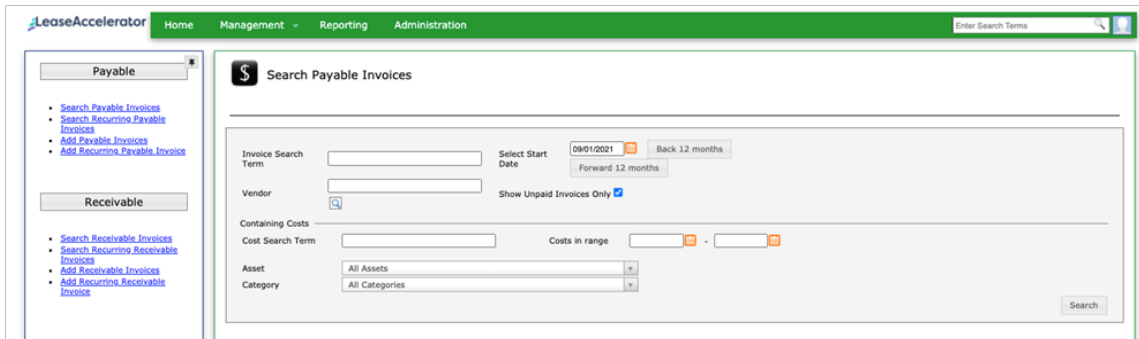 LeaseAccelerator
Home Management Reporting Administration
Enter Search Terms
Payable
Search Payable Invoices
Search Recurring Payable
Invoices
Add Payable Invoices
Add Recurring Payable Invoice
Receivable
Search Receivable Invoices
Search Recurring Receivable
Invoices
Add Receivable Invoices
Add Recurring Receivable
Invoice
$
Search Payable Invoices
Invoice Search
Term
Select Start
Date
09/01/2021
Back 12 months
Forward 12 months
Vendor
Show Unpaid Invoices Only
Containing Costs
Cost Search Term
Costs in range
-
Asset
All Assets
Category
All Categories
Search